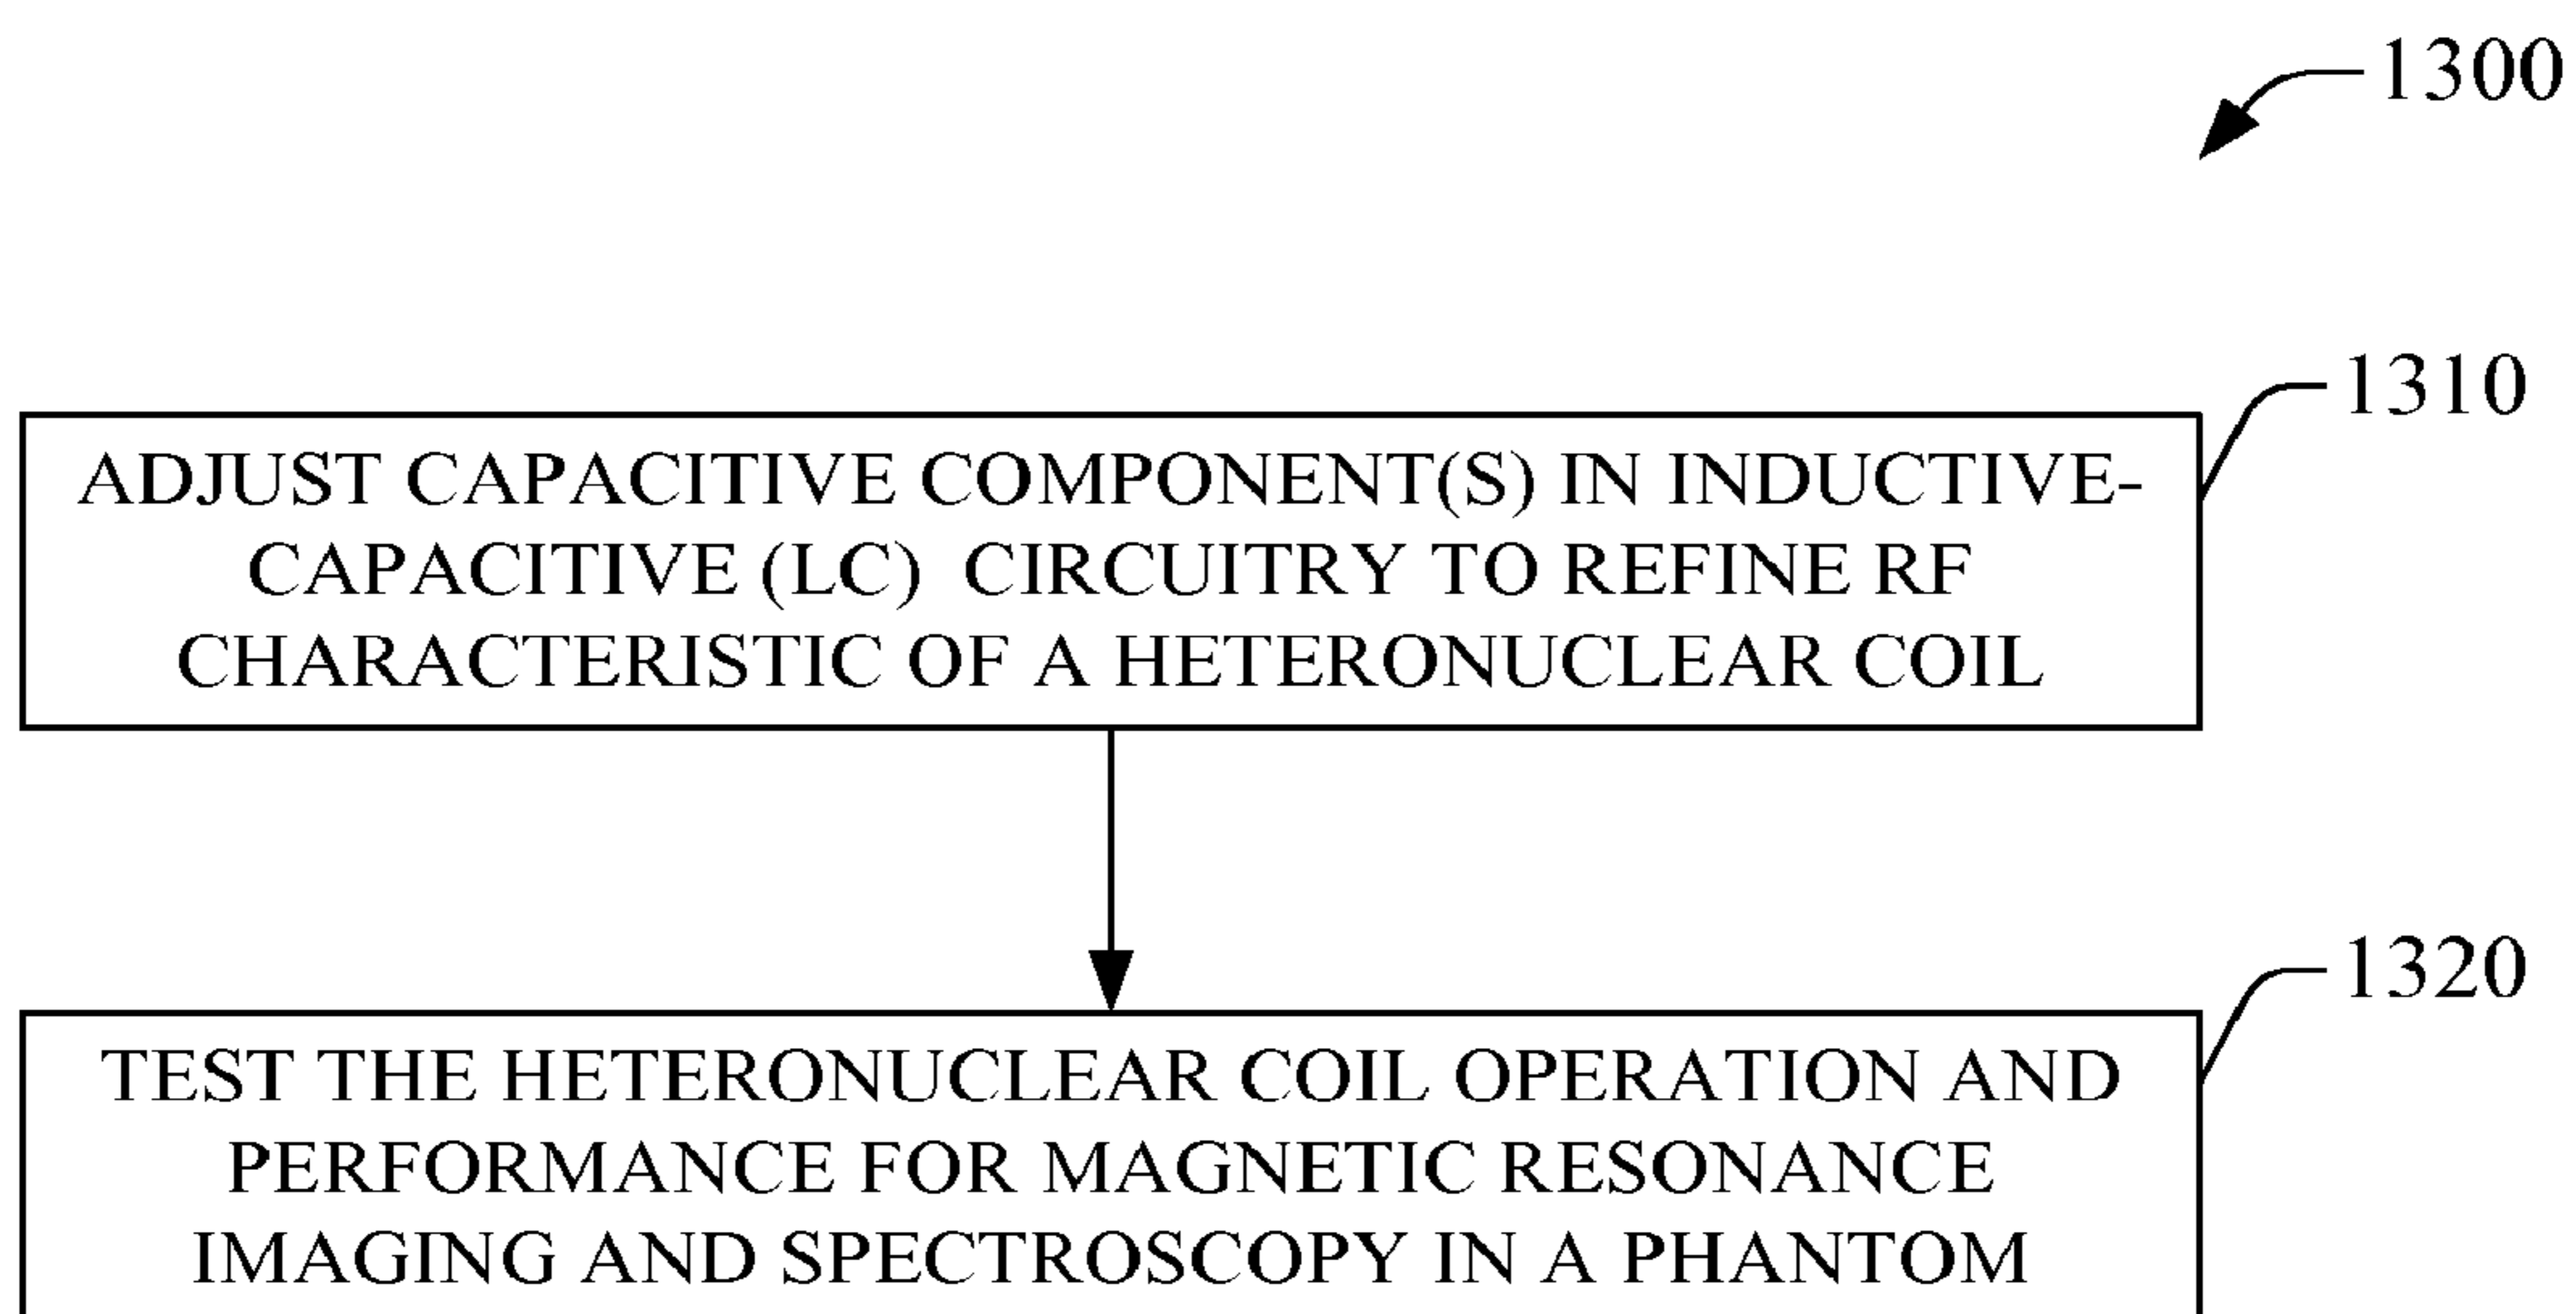 1300
1310
ADJUST CAPACITIVE COMPONENT(S) IN INDUCTIVE-
CAPACITIVE (LC) CIRCUITRY TO REFINE RF
CHARACTERISTIC OF A HETERONUCLEAR COIL
1320
TEST THE HETERONUCLEAR COIL OPERATION AND
PERFORMANCE FOR MAGNETIC RESONANCE
IMAGING AND SPECTROSCOPY IN A PHANTOM